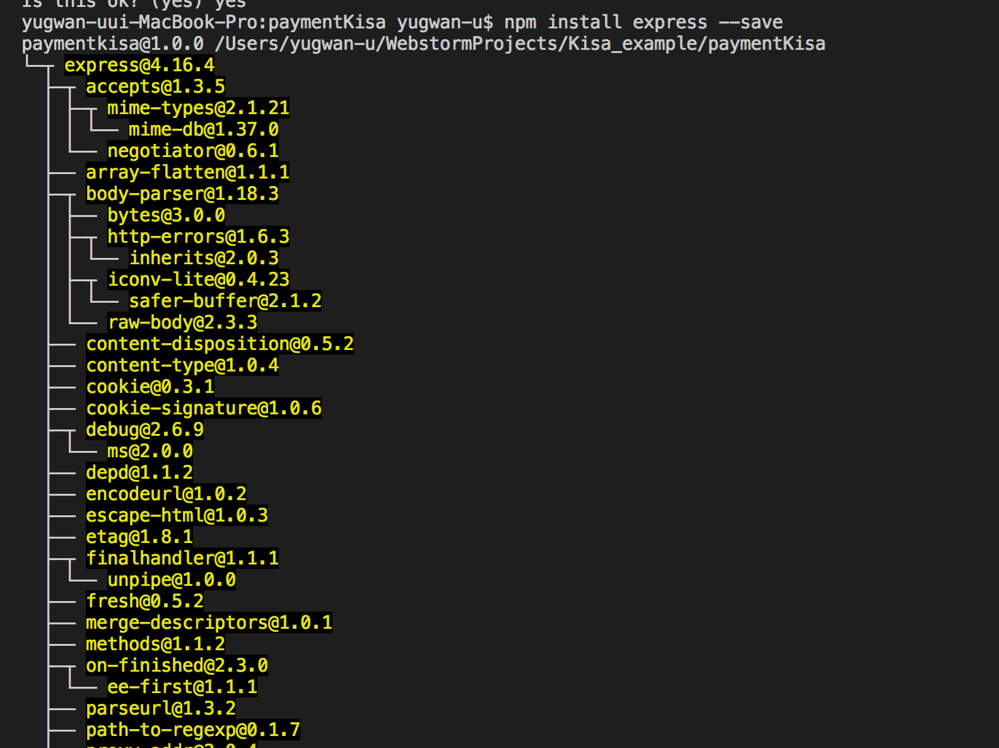 Is this ok? (yes) yes
yugwan-uui-MacBook-Pro:paymentKisa yugwan-u$ npm install express --save
paymentkisa@1.0.0 /Users/yugwan-u/WebstormProjects/Kisa_example/paymentKisa
└─┬ express@4.16.4
  ├─┬ accepts@1.3.5
  │ ├─┬ mime-types@2.1.21
  │ │ └── mime-db@1.37.0
  │ └── negotiator@0.6.1
  ├── array-flatten@1.1.1
  ├─┬ body-parser@1.18.3
  │ ├── bytes@3.0.0
  │ ├─┬ http-errors@1.6.3
  │ │ └── inherits@2.0.3
  │ ├─┬ iconv-lite@0.4.23
  │ │ └── safer-buffer@2.1.2
  │ └── raw-body@2.3.3
  ├── content-disposition@0.5.2
  ├── content-type@1.0.4
  ├── cookie@0.3.1
  ├── cookie-signature@1.0.6
  ├─┬ debug@2.6.9
  │ └── ms@2.0.0
  ├── depd@1.1.2
  ├── encodeurl@1.0.2
  ├── escape-html@1.0.3
  ├── etag@1.8.1
  ├─┬ finalhandler@1.1.1
  │ └── unpipe@1.0.0
  ├── fresh@0.5.2
  ├── merge-descriptors@1.0.1
  ├── methods@1.1.2
  ├─┬ on-finished@2.3.0
  │ └── ee-first@1.1.1
  ├── parseurl@1.3.2
  ├── path-to-regexp@0.1.7
  proxy-addr@2.0.4